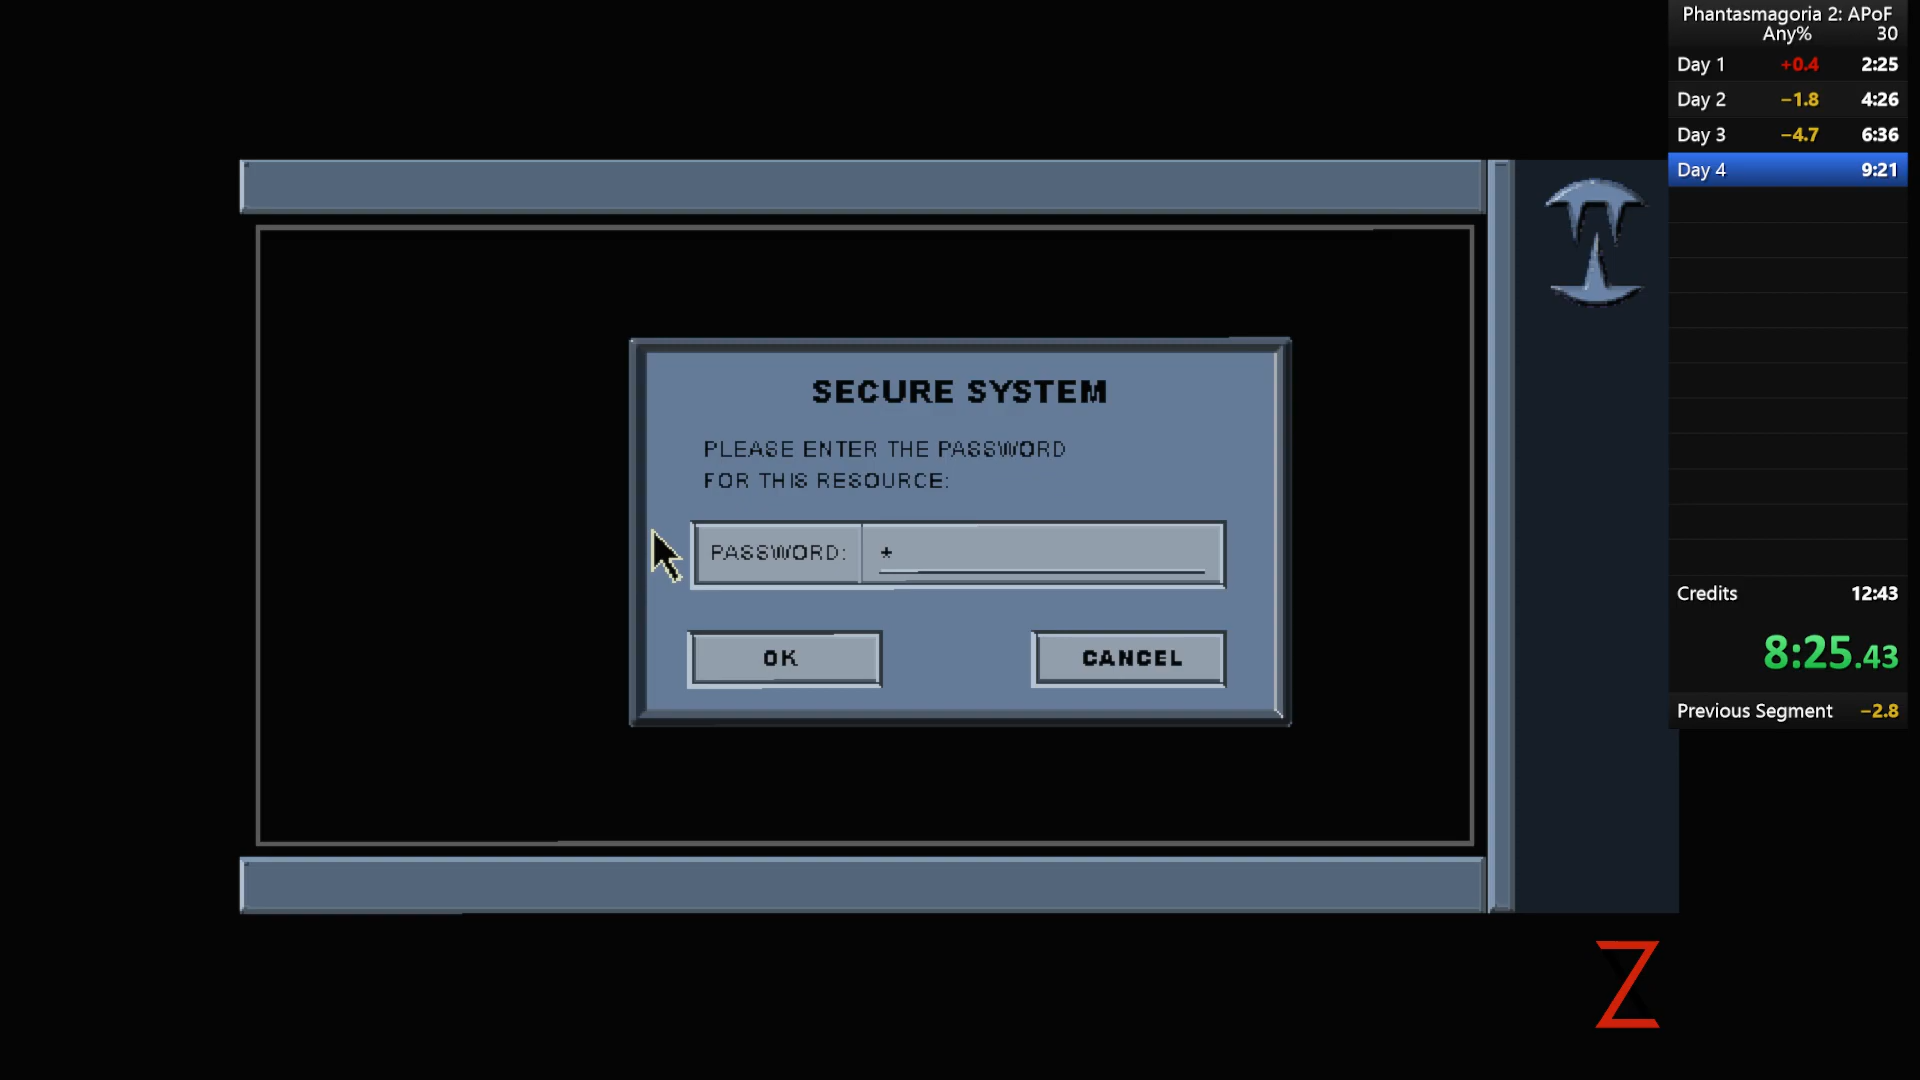 Phantasmagoria 2: APoF
Any% 30
Day 1 +0.4 2:25
Day 2 −1.8 4:26
Day 3 −4.7 6:36
Day 4 9:21
SECURE SYSTEM
PLEASE ENTER THE PASSWORD
FOR THIS RESOURCE:
PASSWORD: *
OK CANCEL
Credits 12:43
8:25.43
Previous Segment −2.8
Z